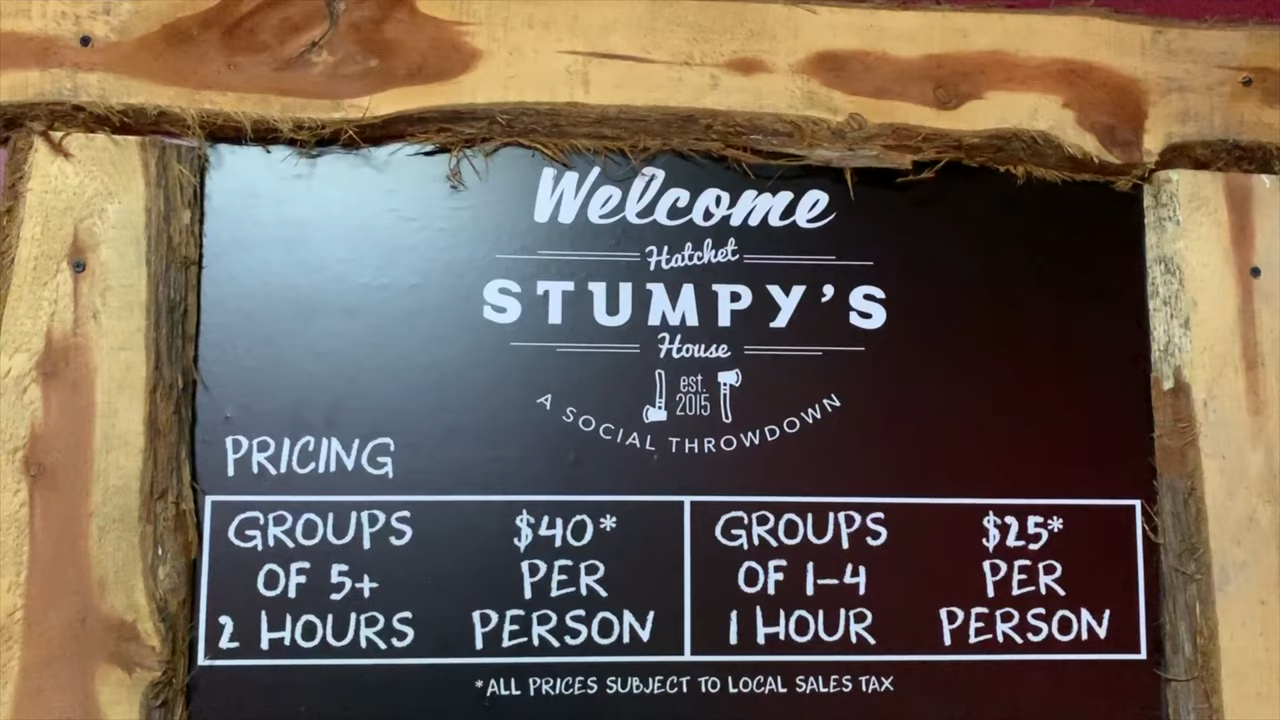 Welcome
Hatchet
STUMPY'S
House
est.
2015
A SOCIAL THROWDOWN
PRICING
GROUPS OF 5+ 2 HOURS
$40* PER PERSON
GROUPS OF 1-4 1 HOUR
$25* PER PERSON
*ALL PRICES SUBJECT TO LOCAL SALES TAX